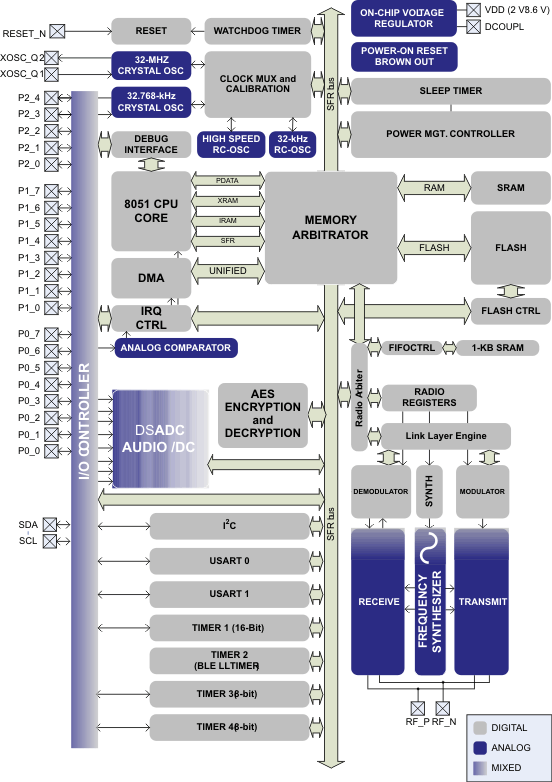 RESET_N
XOSC_Q2
XOSC_Q1
P2_4
P2_3
P2_2
P2_1
P2_0
P1_7
P1_6
P1_5
P1_4
P1_3
P1_2
P1_1
P1_0
P0_7
P0_6
P0_5
P0_4
P0_3
P0_2
P0_1
P0_0
SDA
SCL
I/O CONTROLLER
RESET
WATCHDOG TIMER
32-MHZ
CRYSTAL OSC
32.768-kHz
CRYSTAL OSC
CLOCK MUX and
CALIBRATION
DEBUG
INTERFACE
HIGH SPEED
RC-OSC
32-kHz
RC-OSC
SFR bus
ON-CHIP VOLTAGE
REGULATOR
VDD (2 V8.6 V)
DCOUPL
POWER-ON RESET
BROWN OUT
SLEEP TIMER
POWER MGT. CONTROLLER
8051 CPU
CORE
PDATA
XRAM
IRAM
SFR
DMA
UNIFIED
MEMORY
ARBITRATOR
RAM
SRAM
FLASH
FLASH
FLASH CTRL
IRQ
CTRL
ANALOG COMPARATOR
FIFOCTRL
1-KB SRAM
Radio Arbiter
RADIO
REGISTERS
Link Layer Engine
DSADC
AUDIO /DC
AES
ENCRYPTION
and
DECRYPTION
DEMODULATOR
SYNTH
MODULATOR
SFR bus
I2C
USART 0
USART 1
TIMER 1 (16-Bit)
TIMER 2
(BLE LLTIMER)
TIMER 3β-bit)
TIMER 4β-bit)
RECEIVE
FREQUENCY
SYNTHESIZER
TRANSMIT
RF_P
RF_N
DIGITAL
ANALOG
MIXED